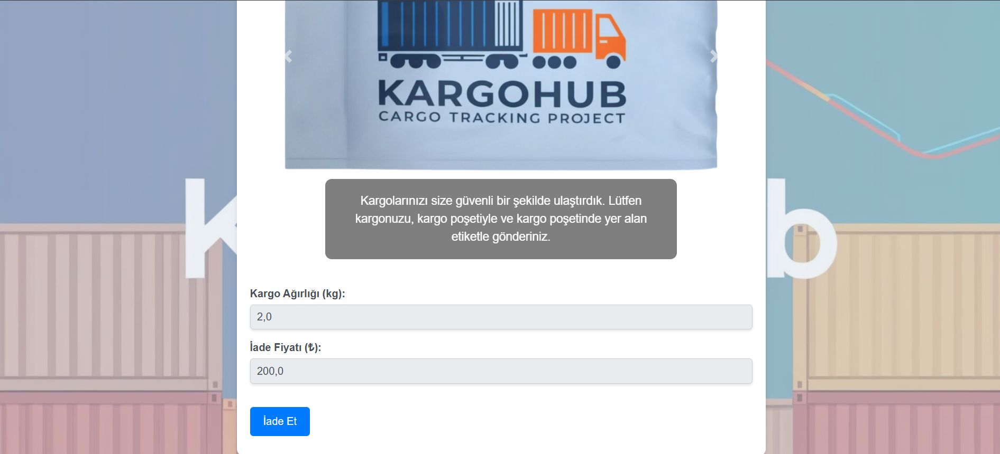 KARGOHUB
CARGO TRACKING PROJECT
Kargolarınızı size güvenli bir şekilde ulaştırdık. Lütfen
kargonuzu, kargo poşetiyle ve kargo poşetinde yer alan
etiketle gönderiniz.
K
b
Kargo Ağırlığı (kg):
2,0
İade Fiyatı (₺):
200,0
İade Et